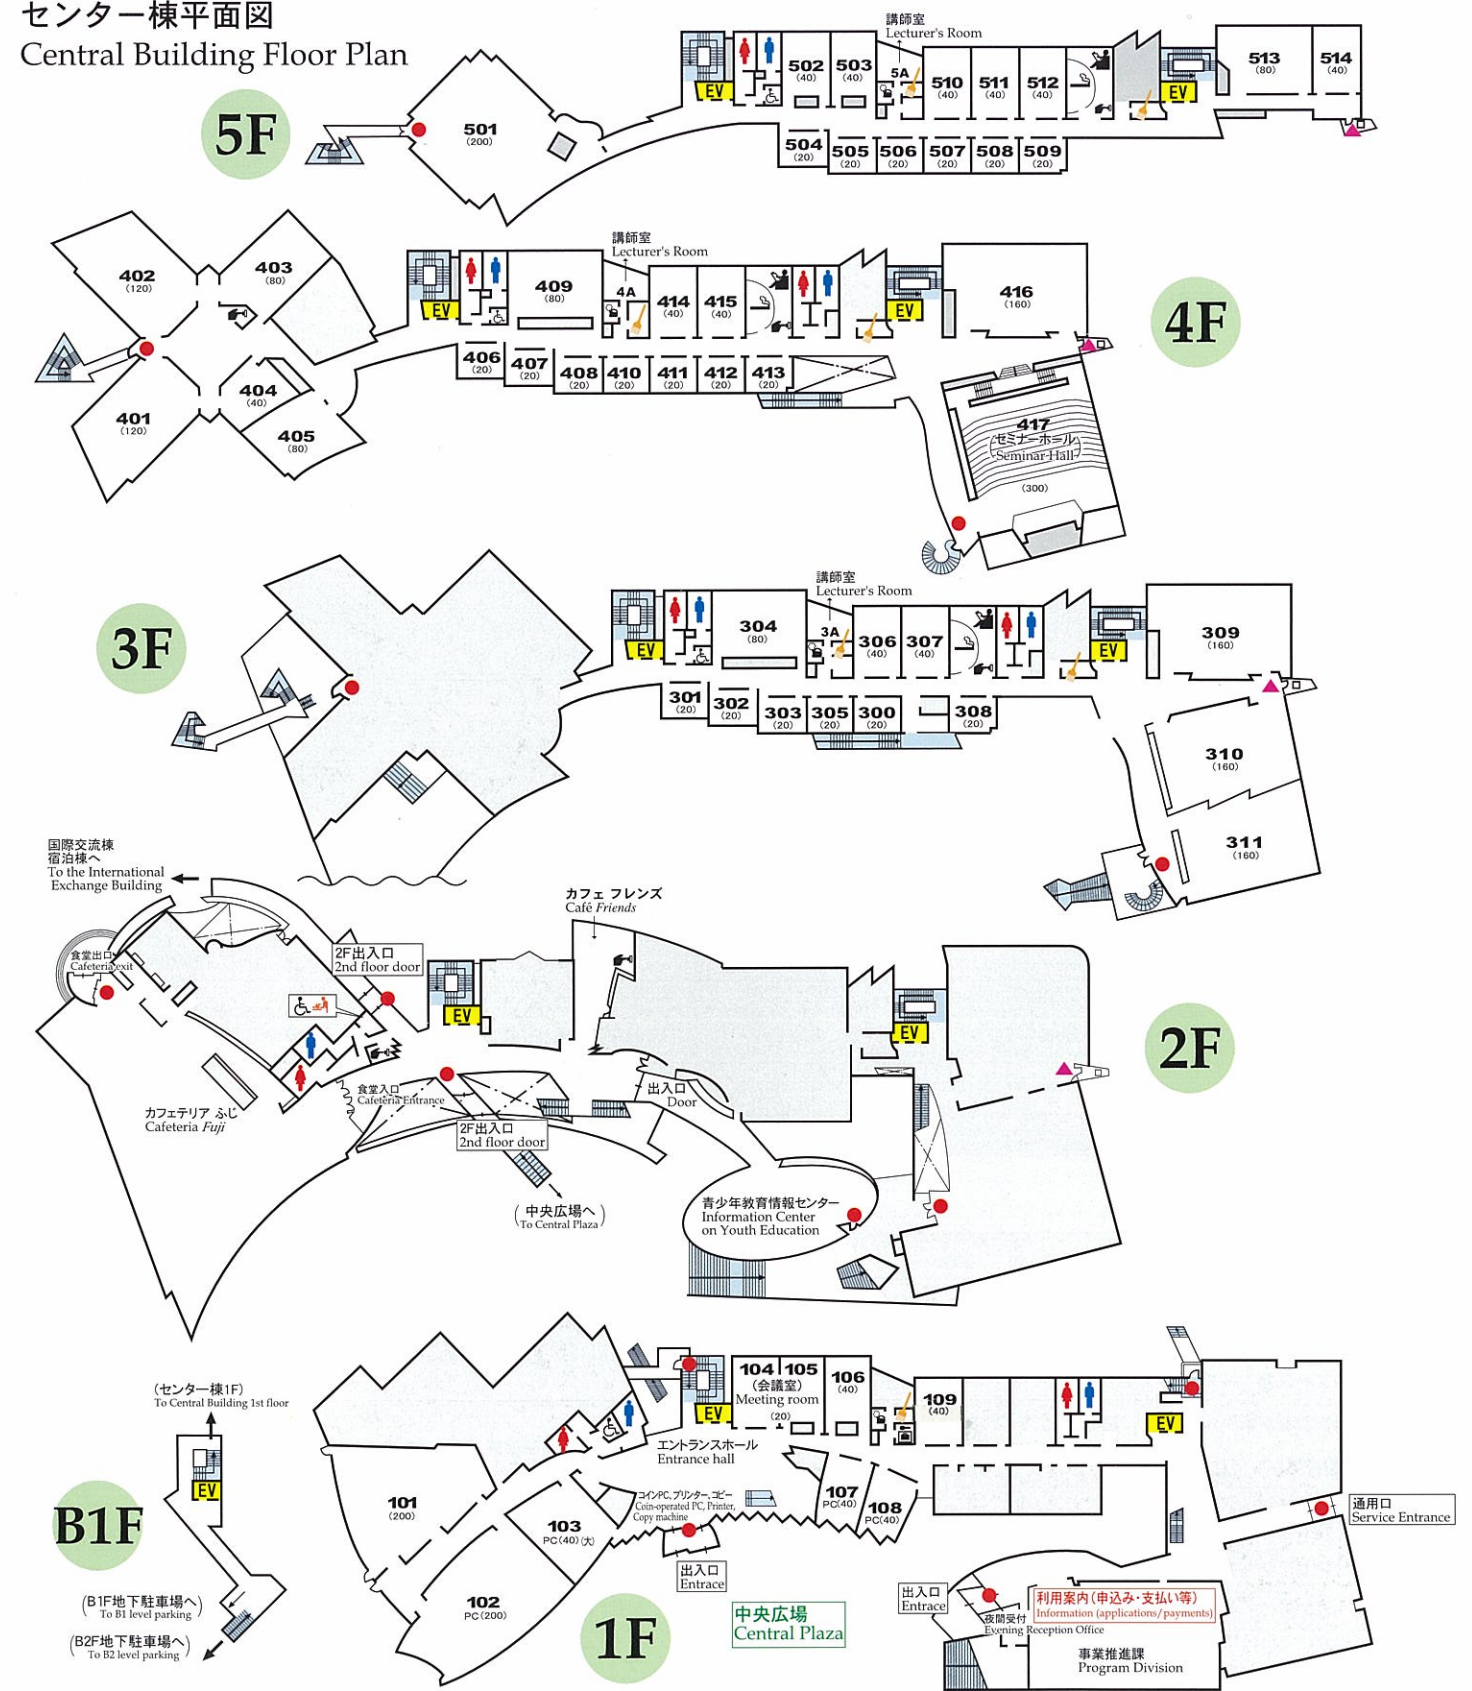 センター棟平面図
Central Building Floor Plan
5F
501
(200)
EV
502
(40)
503
(40)
講師室
Lecturer's Room
5A
510
(40)
511
(40)
512
(40)
EV
513
(80)
514
(40)
504
(20)
505
(20)
506
(20)
507
(20)
508
(20)
509
(20)
4F
402
(120)
403
(80)
401
(120)
404
(40)
405
(80)
EV
409
(80)
講師室
Lecturer's Room
4A
414
(40)
415
(40)
EV
416
(160)
406
(20)
407
(20)
408
(20)
410
(20)
411
(20)
412
(20)
413
(20)
417
セミナーホール
Seminar Hall
(300)
3F
EV
304
(80)
講師室
Lecturer's Room
3A
306
(40)
307
(40)
EV
309
(160)
301
(20)
302
(20)
303
(20)
305
(20)
300
(20)
308
(20)
310
(160)
311
(160)
国際交流棟
宿泊棟へ
To the International
Exchange Building
2F
食堂出口
Cafeteria exit
2F出入口
2nd floor door
EV
カフェ フレンズ
Café Friends
EV
カフェテリア ふじ
Cafeteria Fuji
食堂入口
Cafeteria Entrance
2F出入口
2nd floor door
出入口
Door
(中央広場へ)
To Central Plaza
青少年教育情報センター
Information Center
on Youth Education
1F
EV
104
105
(会議室)
Meeting room
(20)
106
(40)
109
(40)
EV
エントランスホール
Entrance hall
101
(200)
102
PC(200)
103
PC(40)(大)
コインPC、プリンター、コピー
Coin-operated PC, Printer,
Copy machine
107
PC(40)
108
PC(40)
出入口
Entrace
中央広場
Central Plaza
通用口
Service Entrance
出入口
Entrace
夜間受付
Evening Reception Office
利用案内(申込み・支払い等)
Information (applications/payments)
事業推進課
Program Division
B1F
(センター棟1F)
To Central Building 1st floor
EV
(B1F地下駐車場へ)
To B1 level parking
(B2F地下駐車場へ)
To B2 level parking